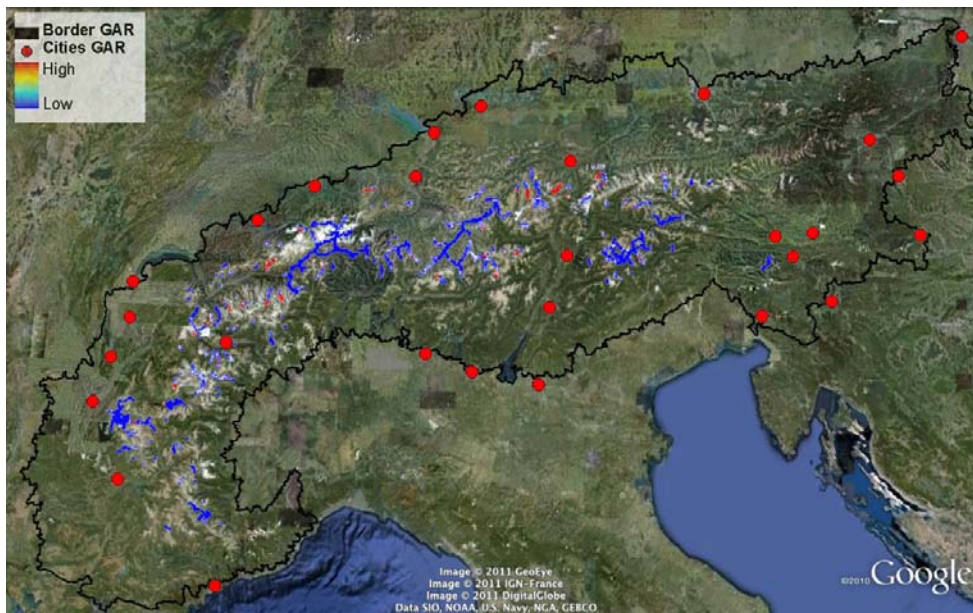 Border GAR
Cities GAR
High
Low
Image © 2011 GeoEye
Image © 2011 IGN-France
Image © 2011 DigitalGlobe
Data SIO, NOAA, U.S. Navy, NGA, GEBCO
©2010 Google